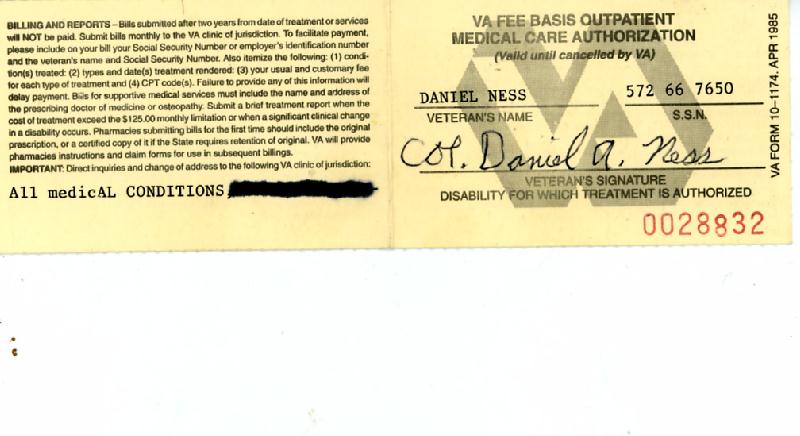 BILLING AND REPORTS – Bills submitted after two years from date of treatment or services
will NOT be paid. Submit bills monthly to the VA clinic of jurisdiction. To facilitate payment,
please include on your bill your Social Security Number or employer's identification number
and the veteran's name and Social Security Number. Also itemize the following: (1) condi-
tion(s) treated: (2) types and date(s) treatment rendered: (3) your usual and customary fee
for each type of treatment and (4) CPT code(s). Failure to provide any of this information will
delay payment. Bills for supportive medical services must include the name and address of
the prescribing doctor of medicine or osteopathy. Submit a brief treatment report when the
cost of treatment exceed the $125.00 monthly limitation or when a significant clinical change
in a disability occurs. Pharmacies submitting bills for the first time should include the original
prescription, or a certified copy of it if the State requires retention of original. VA will provide
pharmacies instructions and claim forms for use in subsequent billings.
IMPORTANT: Direct inquiries and change of address to the following VA clinic of jurisdiction:
All medicAL CONDITIONS
VA FEE BASIS OUTPATIENT
MEDICAL CARE AUTHORIZATION
(Valid until cancelled by VA)
DANIEL NESS 572 66 7650
VETERAN'S NAME S.S.N.
COl. Daniel A. Ness
VETERAN'S SIGNATURE
DISABILITY FOR WHICH TREATMENT IS AUTHORIZED
0028832
VA FORM 10-1174. APR 1985
VA